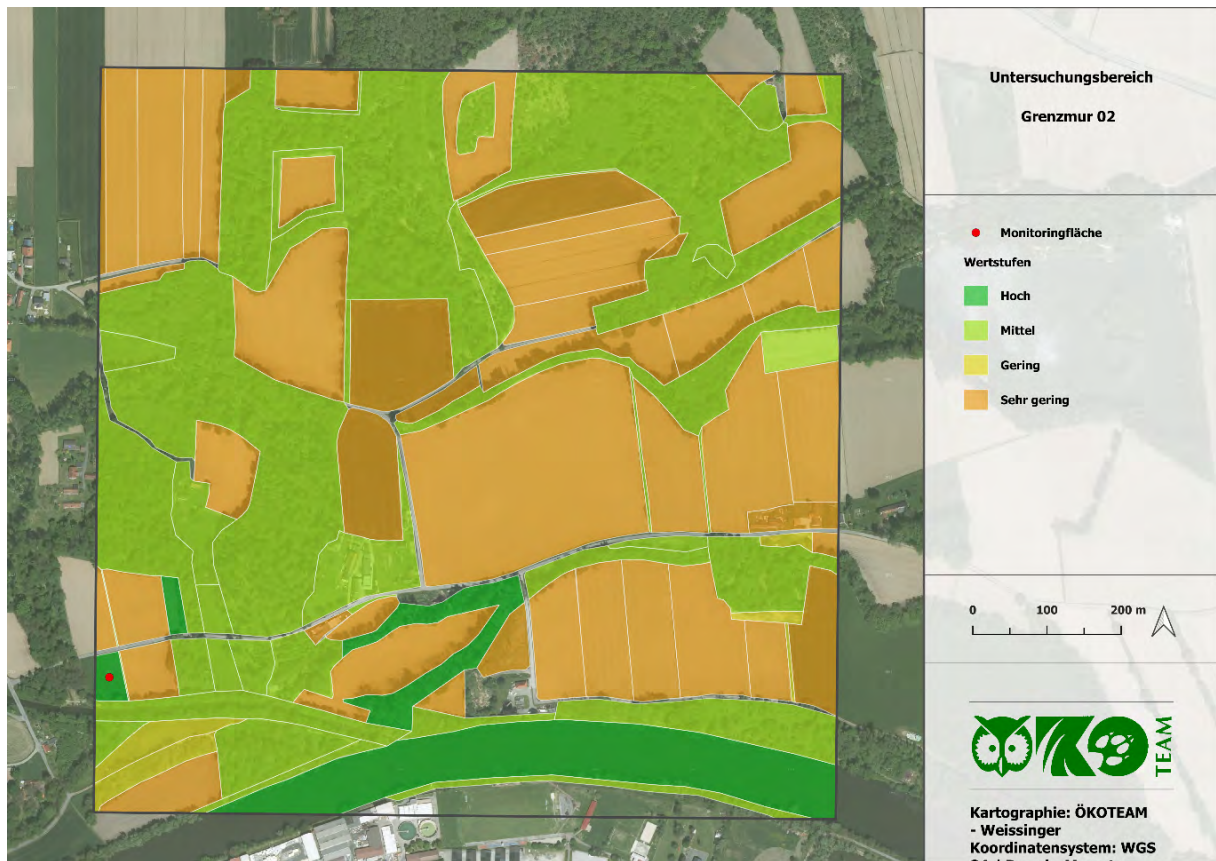 Untersuchungsbereich
Grenzmur 02
Monitoringfläche
Wertstufen
Hoch
Mittel
Gering
Sehr gering
0 100 200 m
ÖKO
TEAM
Kartographie: ÖKOTEAM
- Weissinger
Koordinatensystem: WGS